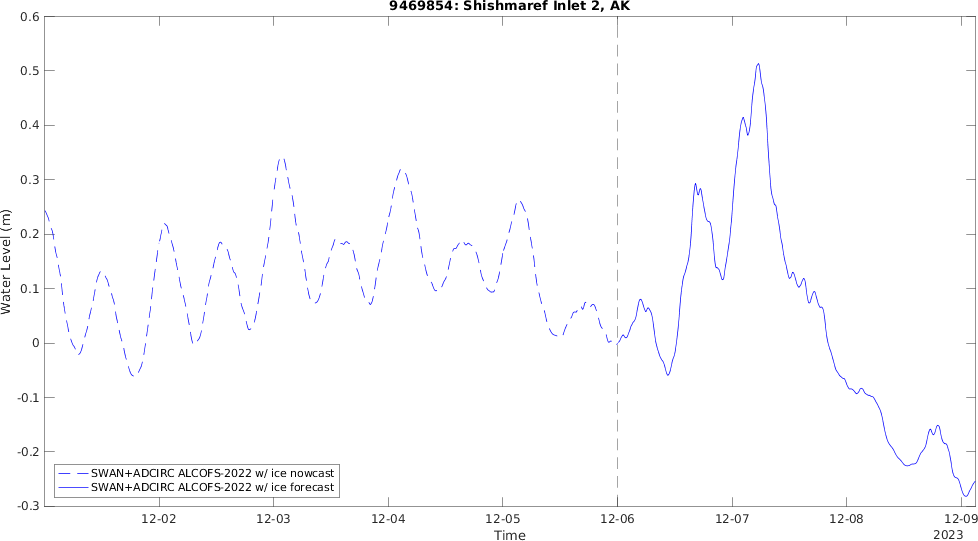 9469854: Shishmaref Inlet 2, AK
Water Level (m)
0.6
0.5
0.4
0.3
0.2
0.1
0
-0.1
-0.2
-0.3
SWAN+ADCIRC ALCOFS-2022 w/ ice nowcast
SWAN+ADCIRC ALCOFS-2022 w/ ice forecast
12-02 12-03 12-04 12-05 12-06 12-07 12-08 12-09
Time
2023